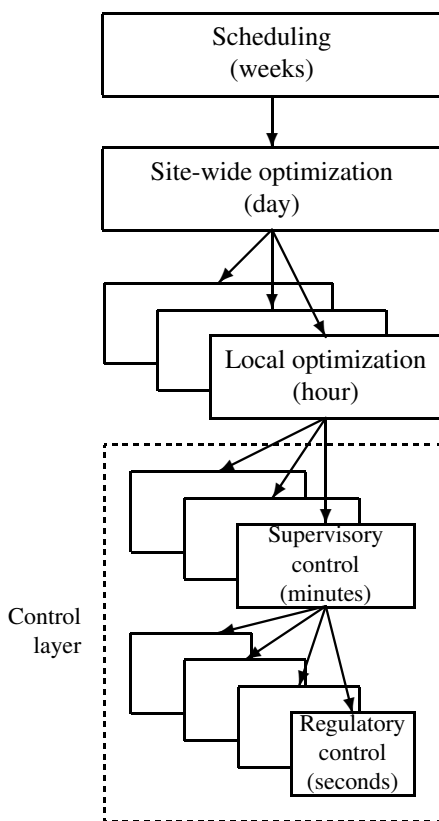 Scheduling
(weeks)
Site-wide optimization
(day)
Local optimization
(hour)
Supervisory
control
(minutes)
Control
layer
Regulatory
control
(seconds)